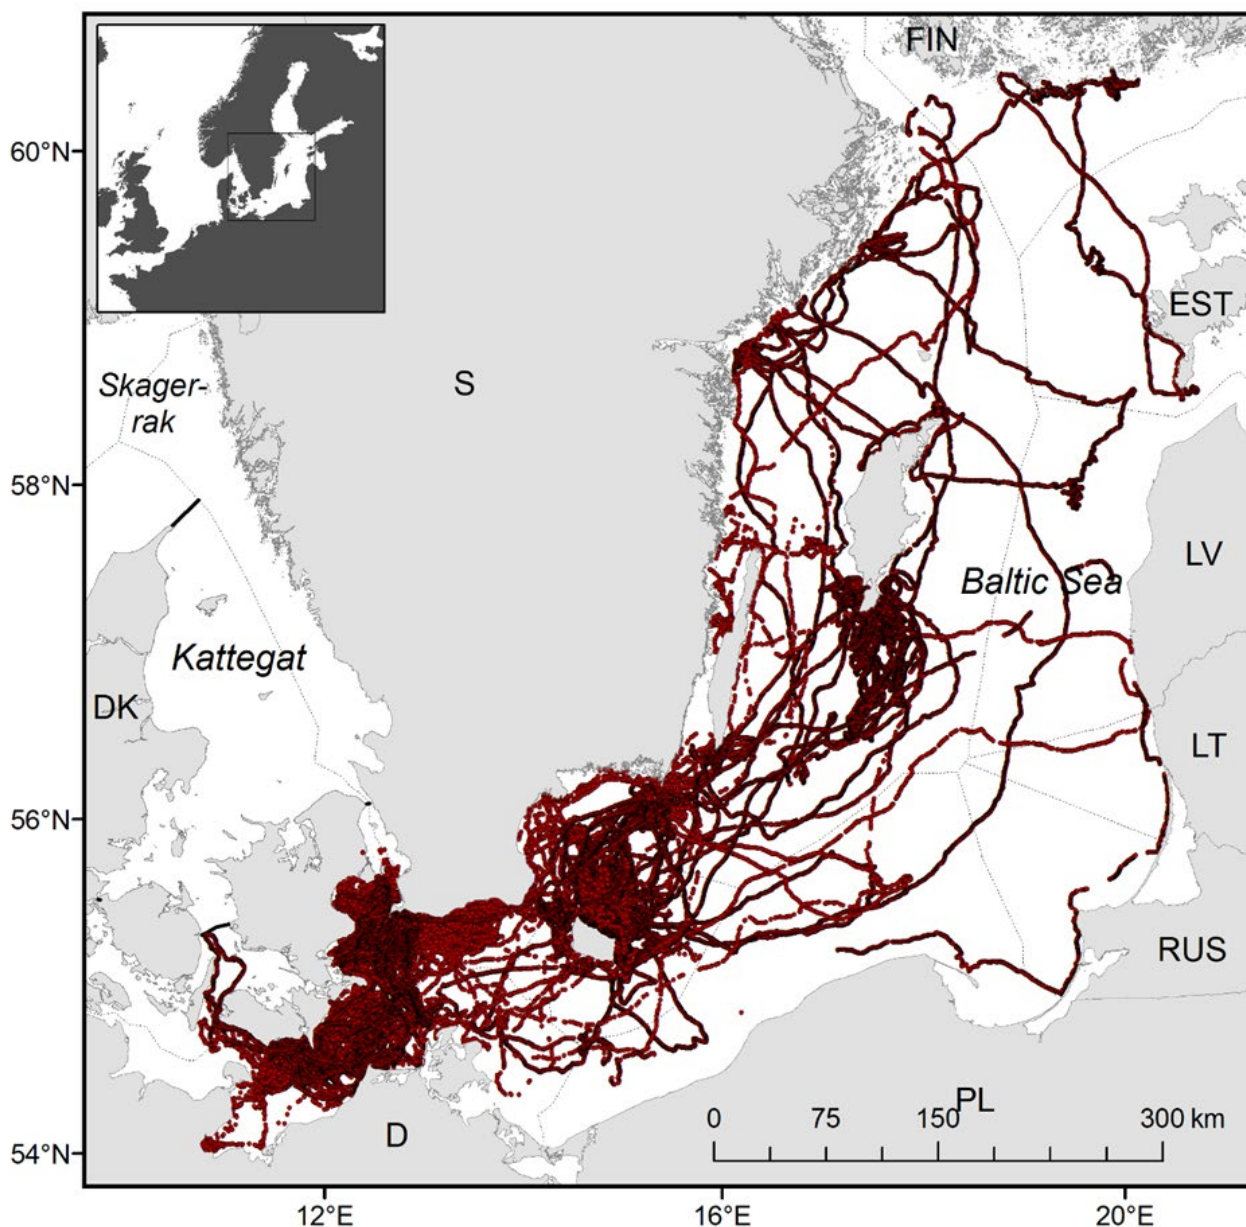 FIN
60°N
EST
Skager-
rak
S
58°N
LV
Baltic Sea
Kattegat
DK
LT
56°N
RUS
PL
0 75 150 300 km
D
54°N
12°E 16°E 20°E